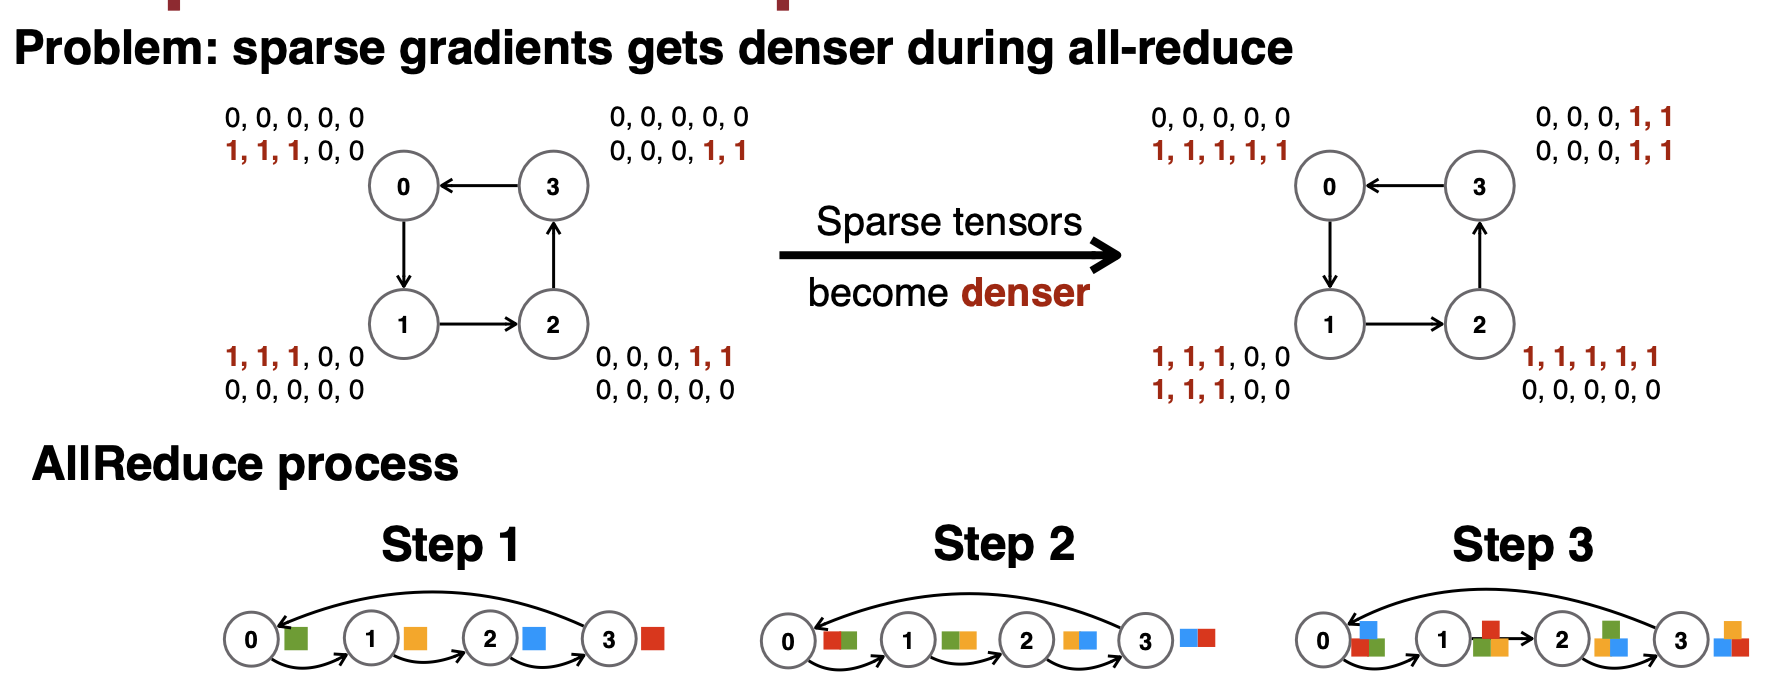 Problem: sparse gradients gets denser during all-reduce
0, 0, 0, 0, 0
1, 1, 1, 0, 0
0, 0, 0, 0, 0
0, 0, 0, 1, 1
0
3
1
2
1, 1, 1, 0, 0
0, 0, 0, 0, 0
0, 0, 0, 1, 1
0, 0, 0, 0, 0
Sparse tensors
become denser
0, 0, 0, 0, 0
1, 1, 1, 1, 1
0, 0, 0, 1, 1
0, 0, 0, 1, 1
0
3
1
2
1, 1, 1, 0, 0
1, 1, 1, 0, 0
1, 1, 1, 1, 1
0, 0, 0, 0, 0
AllReduce process
Step 1
0 1 2 3
Step 2
0 1 2 3
Step 3
0 1 2 3